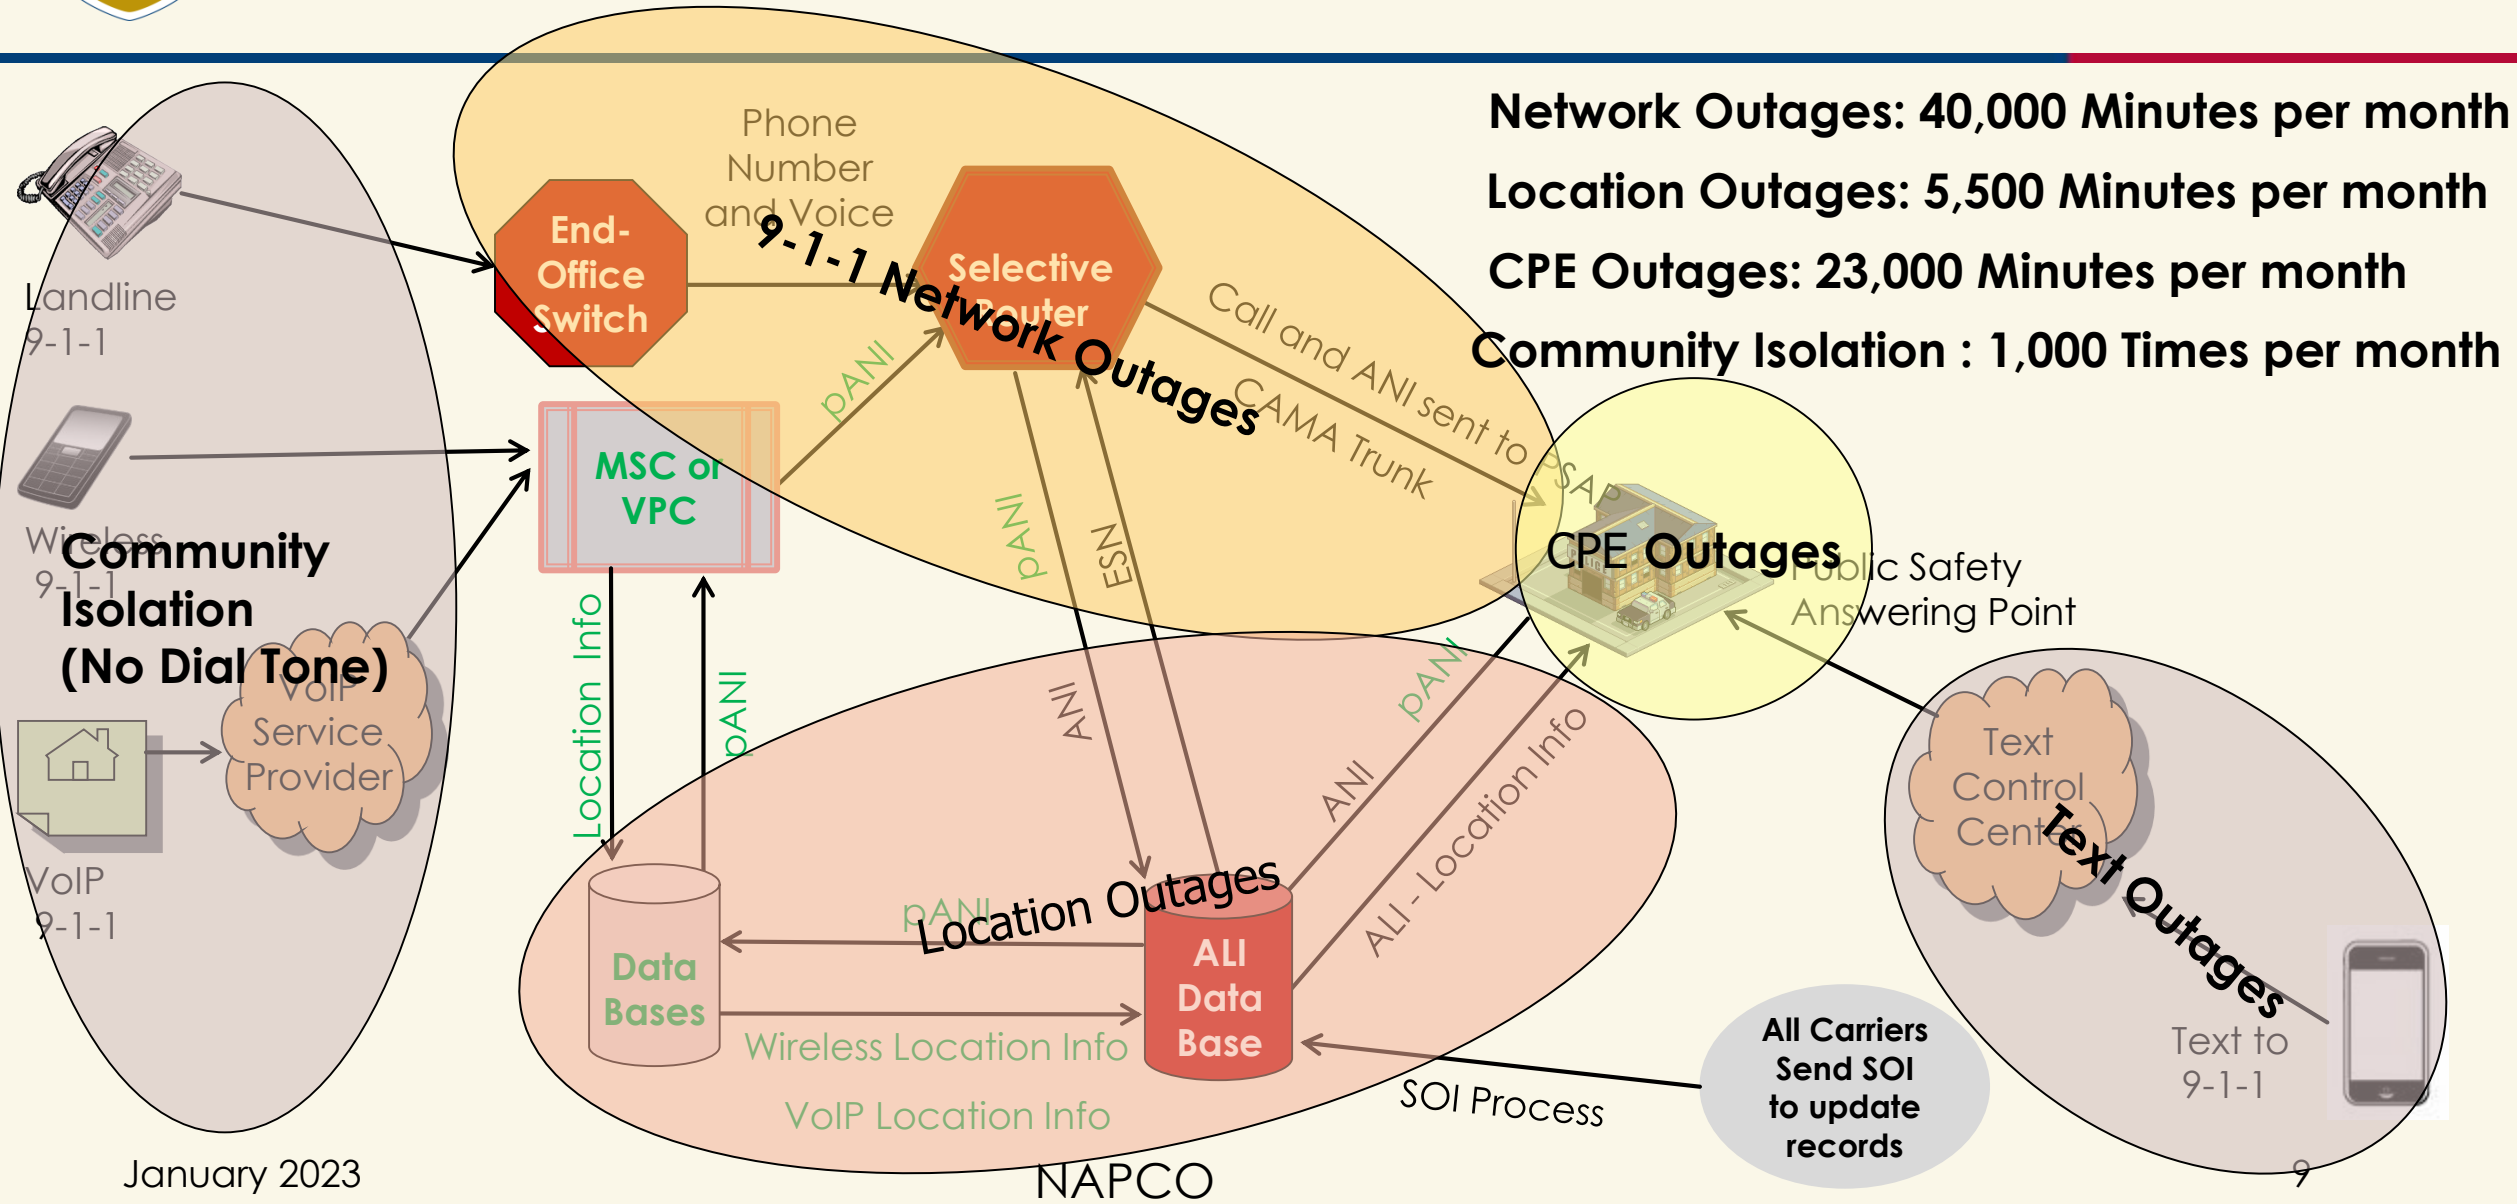 Network Outages: 40,000 Minutes per month
Location Outages: 5,500 Minutes per month
CPE Outages: 23,000 Minutes per month
Community Isolation : 1,000 Times per month
Landline
9-1-1
Wireless
9-1-1
Community
Isolation
(No Dial Tone)
VoIP
Service
Provider
VoIP
9-1-1
End-
Office
Switch
Phone
Number
and Voice
Selective
Router
9-1-1 Network Outages
pANI
Call and ANI sent to PSAP
CAMA Trunk
MSC or
VPC
pANI
ESN
CPE Outages
Public Safety
Answering Point
Location Info
pANI
ANI
pANI
ANI
ALI - Location Info
Location Outages
pANI
Data
Bases
ALI
Data
Base
Wireless Location Info
VoIP Location Info
SOI Process
All Carriers
Send SOI
to update
records
Text
Control
Center
Text Outages
Text to
9-1-1
January 2023
NAPCO
9